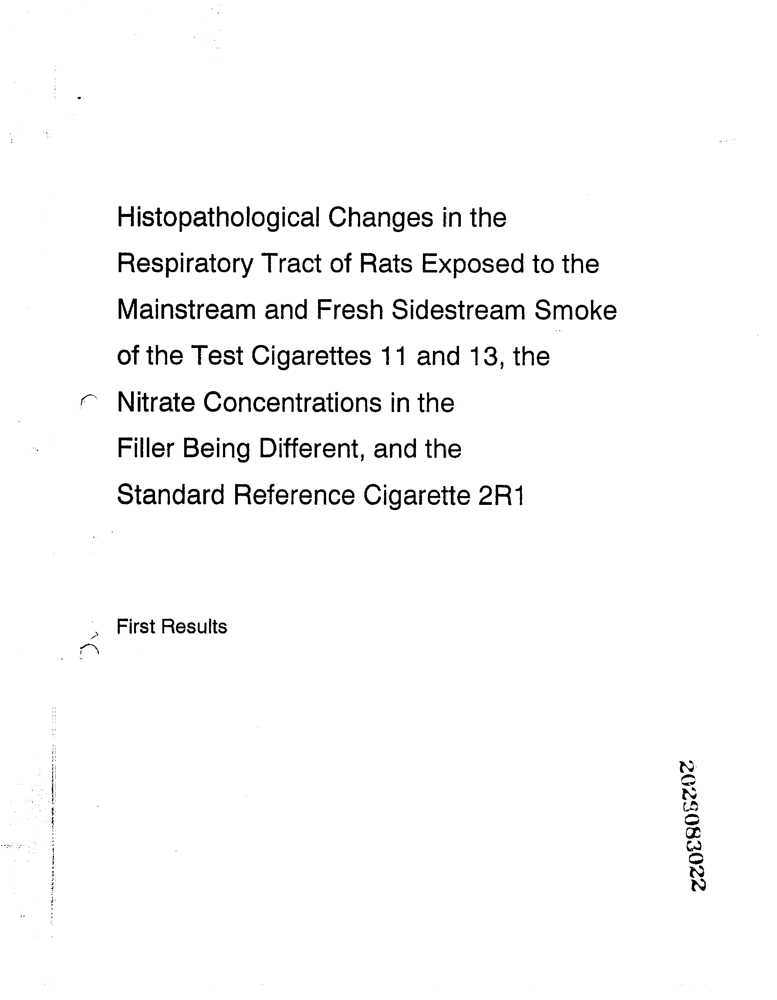 Histopathological Changes in the
Respiratory Tract of Rats Exposed to the
Mainstream and Fresh Sidestream Smoke
of the Test Cigarettes 11 and 13, the
Nitrate Concentrations in the
Filler Being Different, and the
Standard Reference Cigarette 2R1
First Results
2029083022